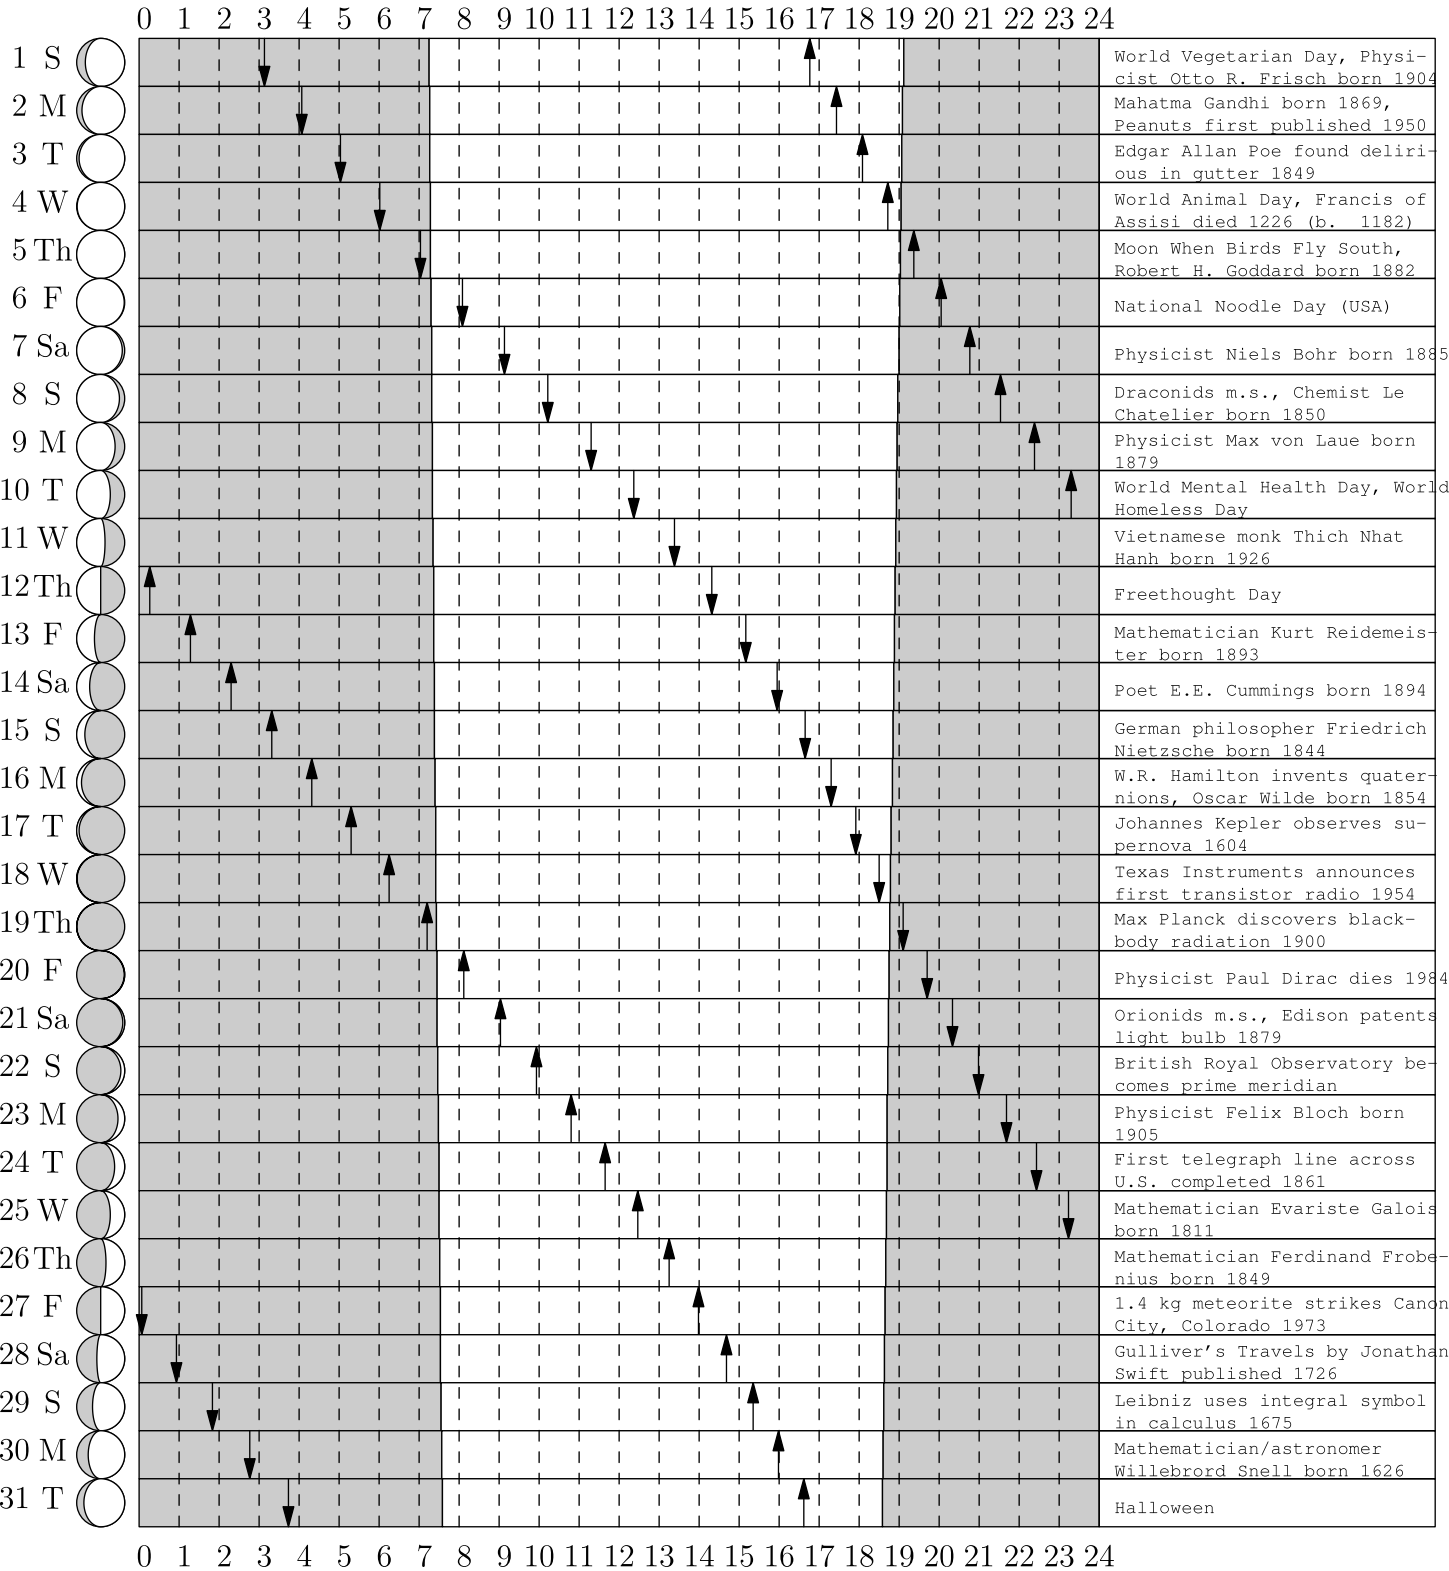 0 1 2 3 4 5 6 7 8 9 10 11 12 13 14 15 16 17 18 19 20 21 22 23 24
1 S World Vegetarian Day, Physi-
cist Otto R. Frisch born 1904
2 M Mahatma Gandhi born 1869,
Peanuts first published 1950
3 T Edgar Allan Poe found deliri-
ous in gutter 1849
4 W World Animal Day, Francis of
Assisi died 1226 (b. 1182)
5 Th Moon When Birds Fly South,
Robert H. Goddard born 1882
6 F National Noodle Day (USA)
7 Sa Physicist Niels Bohr born 1885
8 S Draconids m.s., Chemist Le
Chatelier born 1850
9 M Physicist Max von Laue born
1879
10 T World Mental Health Day, World
Homeless Day
11 W Vietnamese monk Thich Nhat
Hanh born 1926
12 Th Freethought Day
13 F Mathematician Kurt Reidemeis-
ter born 1893
14 Sa Poet E.E. Cummings born 1894
15 S German philosopher Friedrich
Nietzsche born 1844
16 M W.R. Hamilton invents quater-
nions, Oscar Wilde born 1854
17 T Johannes Kepler observes su-
pernova 1604
18 W Texas Instruments announces
first transistor radio 1954
19 Th Max Planck discovers black-
body radiation 1900
20 F Physicist Paul Dirac dies 1984
21 Sa Orionids m.s., Edison patents
light bulb 1879
22 S British Royal Observatory be-
comes prime meridian
23 M Physicist Felix Bloch born
1905
24 T First telegraph line across
U.S. completed 1861
25 W Mathematician Evariste Galois
born 1811
26 Th Mathematician Ferdinand Frobe-
nius born 1849
27 F 1.4 kg meteorite strikes Canon
City, Colorado 1973
28 Sa Gulliver's Travels by Jonathan
Swift published 1726
29 S Leibniz uses integral symbol
in calculus 1675
30 M Mathematician/astronomer
Willebrord Snell born 1626
31 T Halloween
0 1 2 3 4 5 6 7 8 9 10 11 12 13 14 15 16 17 18 19 20 21 22 23 24